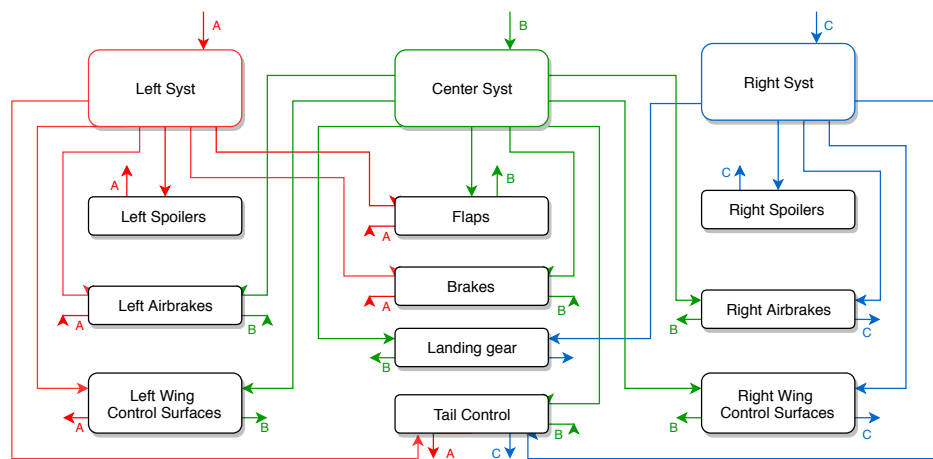 A
B
C
Left Syst
Center Syst
Right Syst
A
B
C
Left Spoilers
Flaps
Right Spoilers
A
Brakes
Left Airbrakes
Right Airbrakes
A
B
A
B
B
C
Landing gear
B
Left Wing
Control Surfaces
Right Wing
Control Surfaces
Tail Control
A
B
B
C
B
A
C